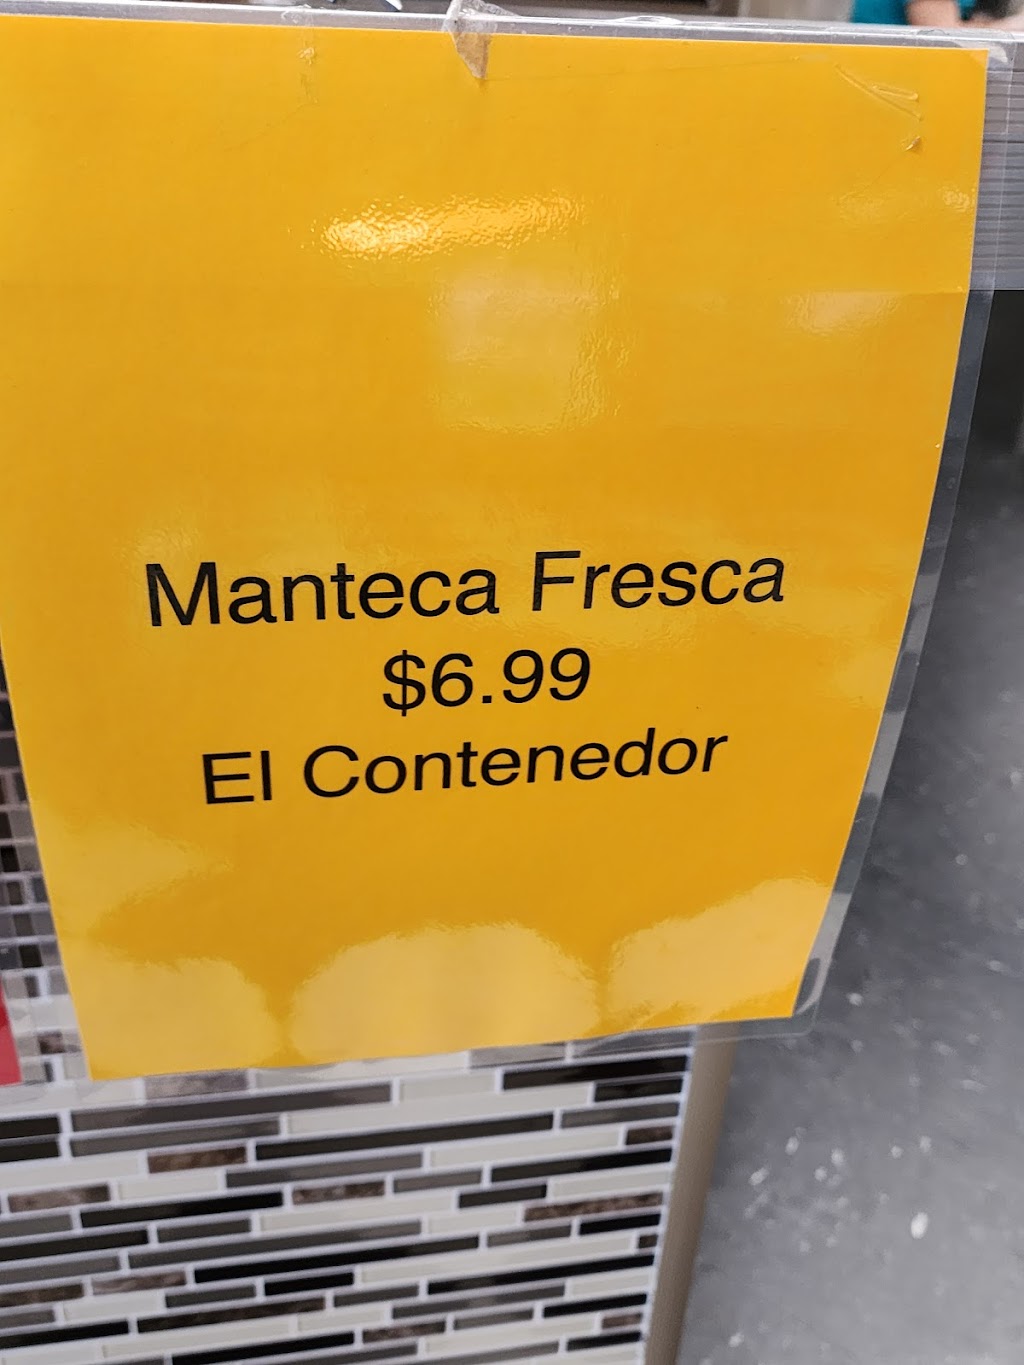 Manteca Fresca
$6.99
El Contenedor